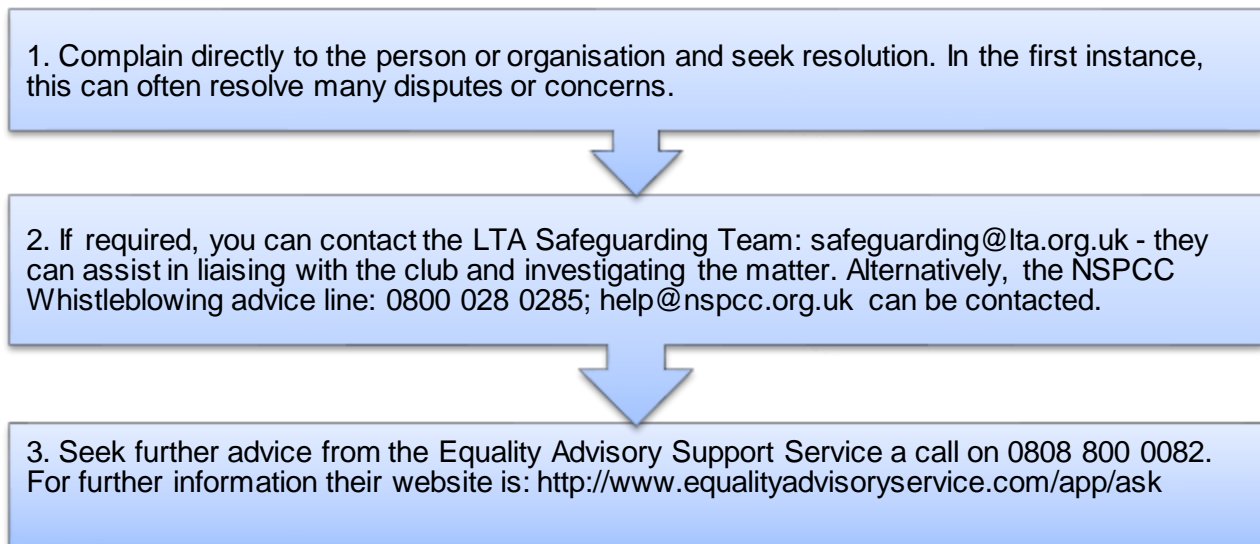 1. Complain directly to the person or organisation and seek resolution. In the first instance,
this can often resolve many disputes or concerns.
2. If required, you can contact the LTA Safeguarding Team: safeguarding@lta.org.uk - they
can assist in liaising with the club and investigating the matter. Alternatively, the NSPCC
Whistleblowing advice line: 0800 028 0285; help@nspcc.org.uk can be contacted.
3. Seek further advice from the Equality Advisory Support Service a call on 0808 800 0082.
For further information their website is: http://www.equalityadvisoryservice.com/app/ask